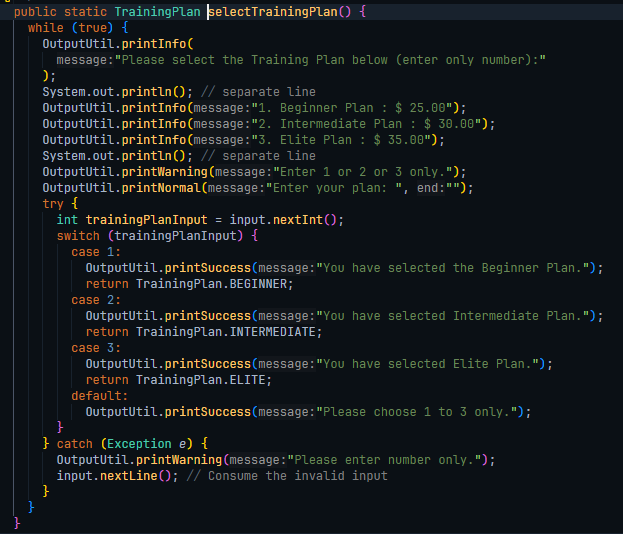 public static TrainingPlan selectTrainingPlan() {
  while (true) {
    OutputUtil.printInfo(
      message:"Please select the Training Plan below (enter only number):"
    );
    System.out.println(); // separate line
    OutputUtil.printInfo(message:"1. Beginner Plan : $ 25.00");
    OutputUtil.printInfo(message:"2. Intermediate Plan : $ 30.00");
    OutputUtil.printInfo(message:"3. Elite Plan : $ 35.00");
    System.out.println(); // separate line
    OutputUtil.printWarning(message:"Enter 1 or 2 or 3 only.");
    OutputUtil.printNormal(message:"Enter your plan: ", end:"");
    try {
      int trainingPlanInput = input.nextInt();
      switch (trainingPlanInput) {
        case 1:
          OutputUtil.printSuccess(message:"You have selected the Beginner Plan.");
          return TrainingPlan.BEGINNER;
        case 2:
          OutputUtil.printSuccess(message:"You have selected Intermediate Plan.");
          return TrainingPlan.INTERMEDIATE;
        case 3:
          OutputUtil.printSuccess(message:"You have selected Elite Plan.");
          return TrainingPlan.ELITE;
        default:
          OutputUtil.printSuccess(message:"Please choose 1 to 3 only.");
      }
    } catch (Exception e) {
      OutputUtil.printWarning(message:"Please enter number only.");
      input.nextLine(); // Consume the invalid input
    }
  }
}